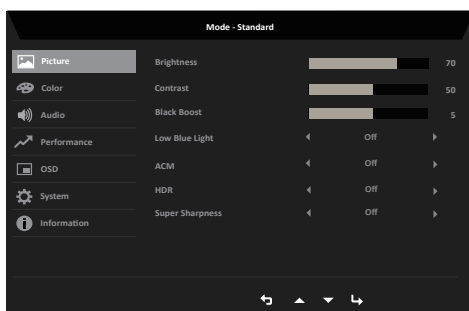 Mode - Standard
Picture
Brightness 70
Color
Contrast 50
Audio
Black Boost 5
Performance
Low Blue Light Off
OSD
ACM Off
System
HDR Off
Information
Super Sharpness Off